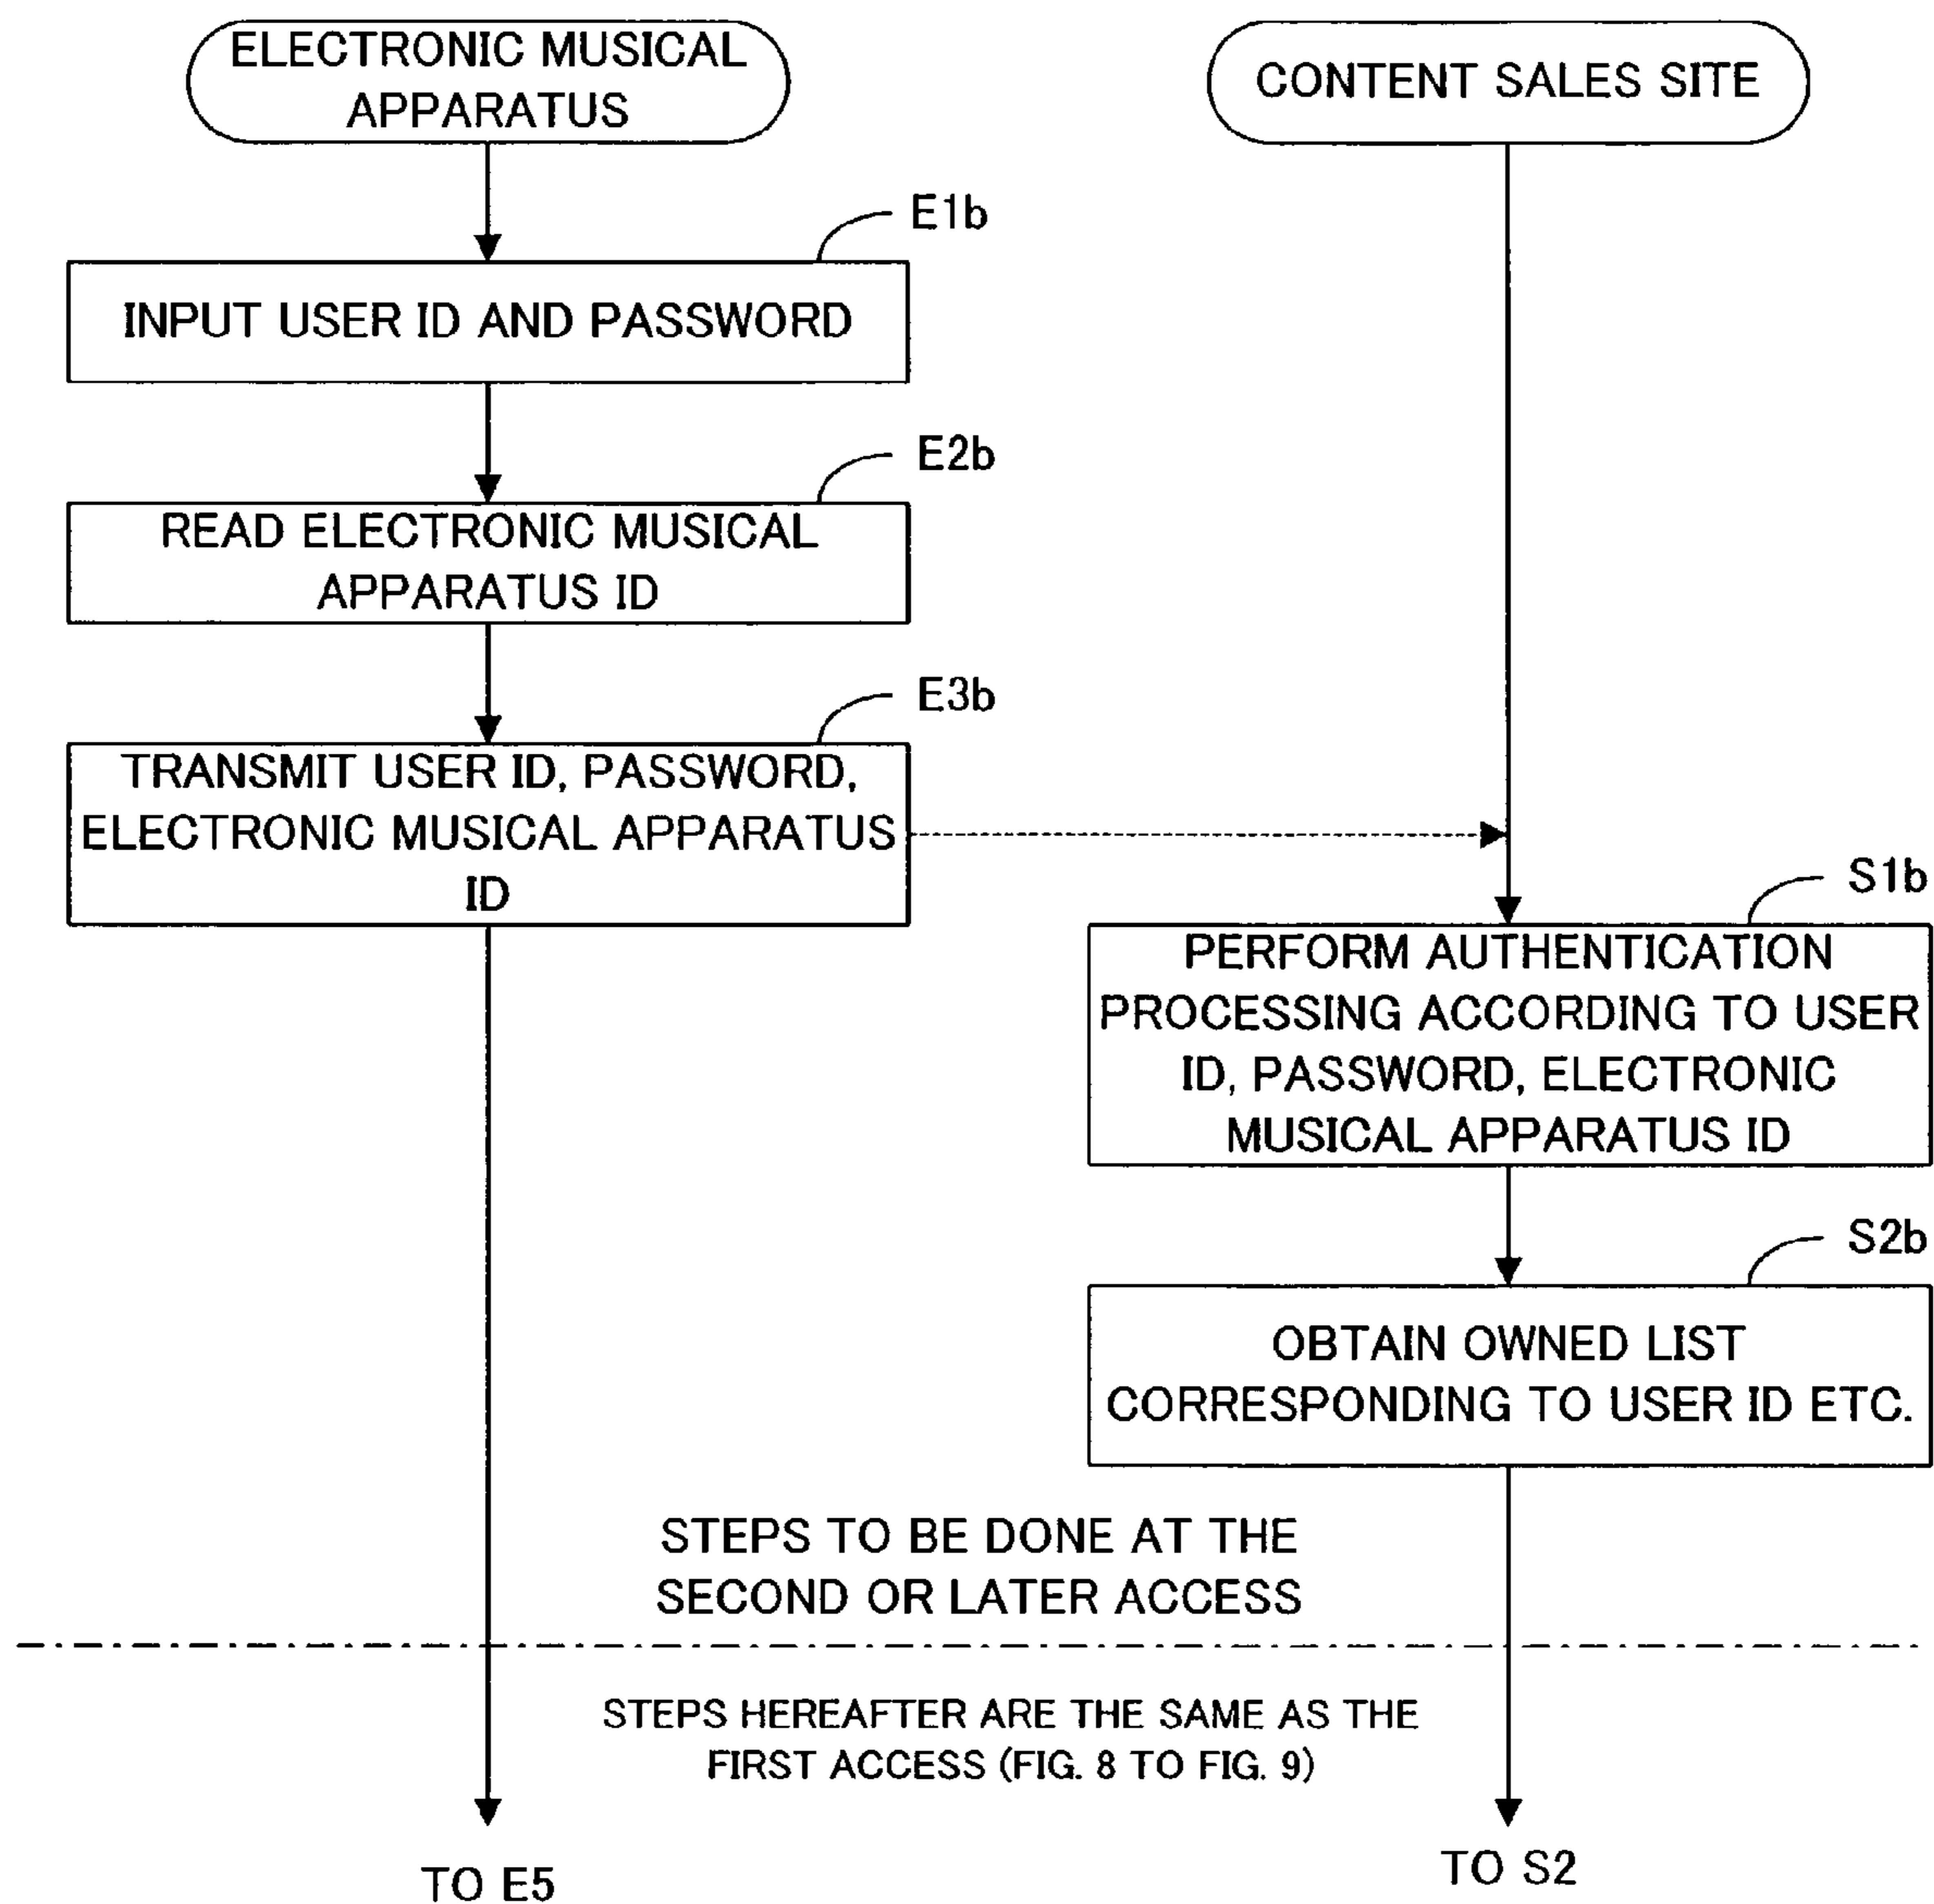 ELECTRONIC MUSICAL
APPARATUS
CONTENT SALES SITE
E1b
INPUT USER ID AND PASSWORD
E2b
READ ELECTRONIC MUSICAL
APPARATUS ID
E3b
TRANSMIT USER ID, PASSWORD,
ELECTRONIC MUSICAL APPARATUS
ID
S1b
PERFORM AUTHENTICATION
PROCESSING ACCORDING TO USER
ID, PASSWORD, ELECTRONIC
MUSICAL APPARATUS ID
S2b
OBTAIN OWNED LIST
CORRESPONDING TO USER ID ETC.
STEPS TO BE DONE AT THE
SECOND OR LATER ACCESS
STEPS HEREAFTER ARE THE SAME AS THE
FIRST ACCESS (FIG. 8 TO FIG. 9)
TO E5
TO S2